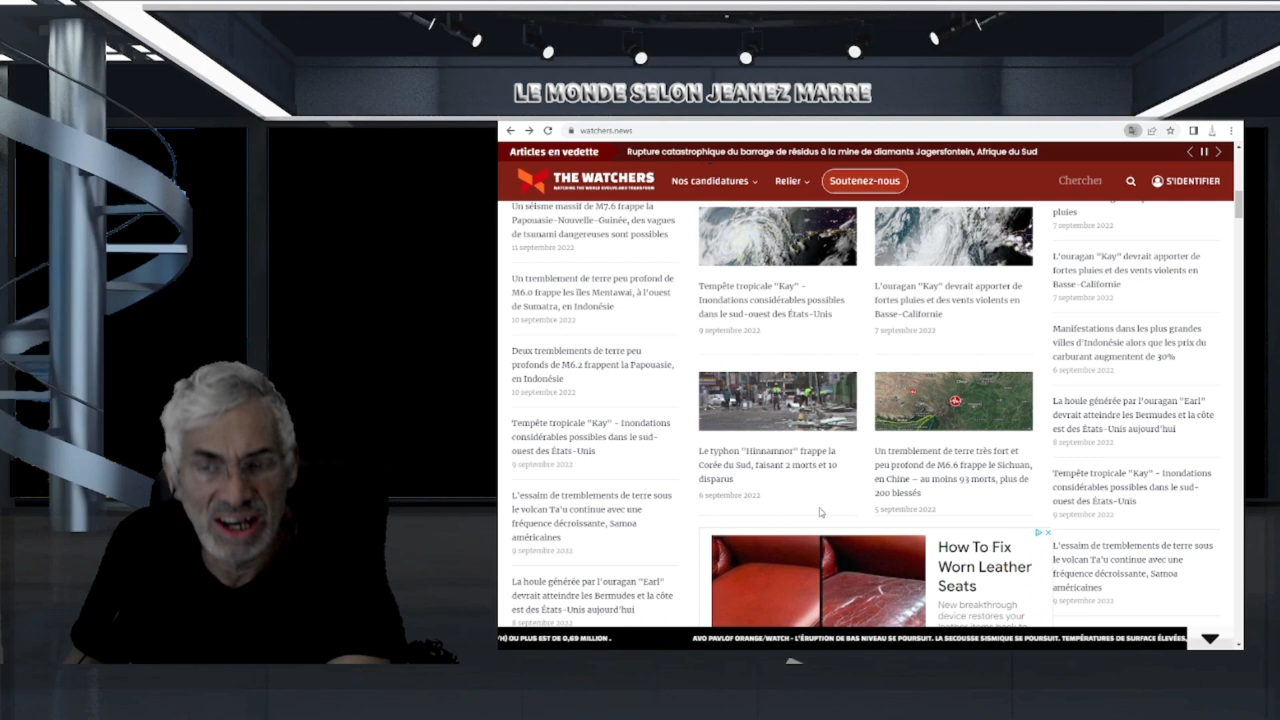 LE MONDE SELON JEANEZ MARRE
watchers.news
Articles en vedette
Rupture catastrophique du barrage de résidus à la mine de diamants Jagersfontein, Afrique du Sud
THE WATCHERS
WATCHING THE WORLD EVOLVE AND TRANSFORM
Nos candidatures
Relier
Soutenez-nous
Cherchez
S'IDENTIFIER
Un séisme massif de M7.6 frappe la
Papouasie-Nouvelle-Guinée, des vagues
de tsunami dangereuses sont possibles
11 septembre 2022
Un tremblement de terre peu profond de
M6.0 frappe les îles Mentawai, à l'ouest
de Sumatra, en Indonésie
10 septembre 2022
Deux tremblements de terre peu
profonds de M6.2 frappent la Papouasie,
en Indonésie
10 septembre 2022
Tempête tropicale "Kay" - Inondations
considérables possibles dans le sud-
ouest des États-Unis
9 septembre 2022
L'essaim de tremblements de terre sous
le volcan Ta'u continue avec une
fréquence décroissante, Samoa
américaines
9 septembre 2022
La houle générée par l'ouragan "Earl"
devrait atteindre les Bermudes et la côte
est des États-Unis aujourd'hui
8 septembre 2022
Tempête tropicale "Kay" -
Inondations considérables possibles
dans le sud-ouest des États-Unis
9 septembre 2022
L'ouragan "Kay" devrait apporter de
fortes pluies et des vents violents en
Basse-Californie
7 septembre 2022
Le typhon "Hinnamnor" frappe la
Corée du Sud, faisant 2 morts et 10
disparus
6 septembre 2022
Un tremblement de terre très fort et
peu profond de M6.6 frappe le Sichuan,
en Chine – au moins 93 morts, plus de
200 blessés
5 septembre 2022
How To Fix
Worn Leather
Seats
New breakthrough
device restores your
pluies
7 septembre 2022
L'ouragan "Kay" devrait apporter de
fortes pluies et des vents violents en
Basse-Californie
7 septembre 2022
Manifestations dans les plus grandes
villes d'Indonésie alors que les prix du
carburant augmentent de 30%
6 septembre 2022
La houle générée par l'ouragan "Earl"
devrait atteindre les Bermudes et la côte
est des États-Unis aujourd'hui
8 septembre 2022
Tempête tropicale "Kay" - Inondations
considérables possibles dans le sud-
ouest des États-Unis
9 septembre 2022
L'essaim de tremblements de terre sous
le volcan Ta'u continue avec une
fréquence décroissante, Samoa
américaines
9 septembre 2022
/H) OU PLUS EST DE 0,69 MILLION .
AVO PAVLOF ORANGE/WATCH - L'ÉRUPTION DE BAS NIVEAU SE POURSUIT. LA SECOUSSE SISMIQUE SE POURSUIT. TEMPÉRATURES DE SURFACE ÉLEVÉES,